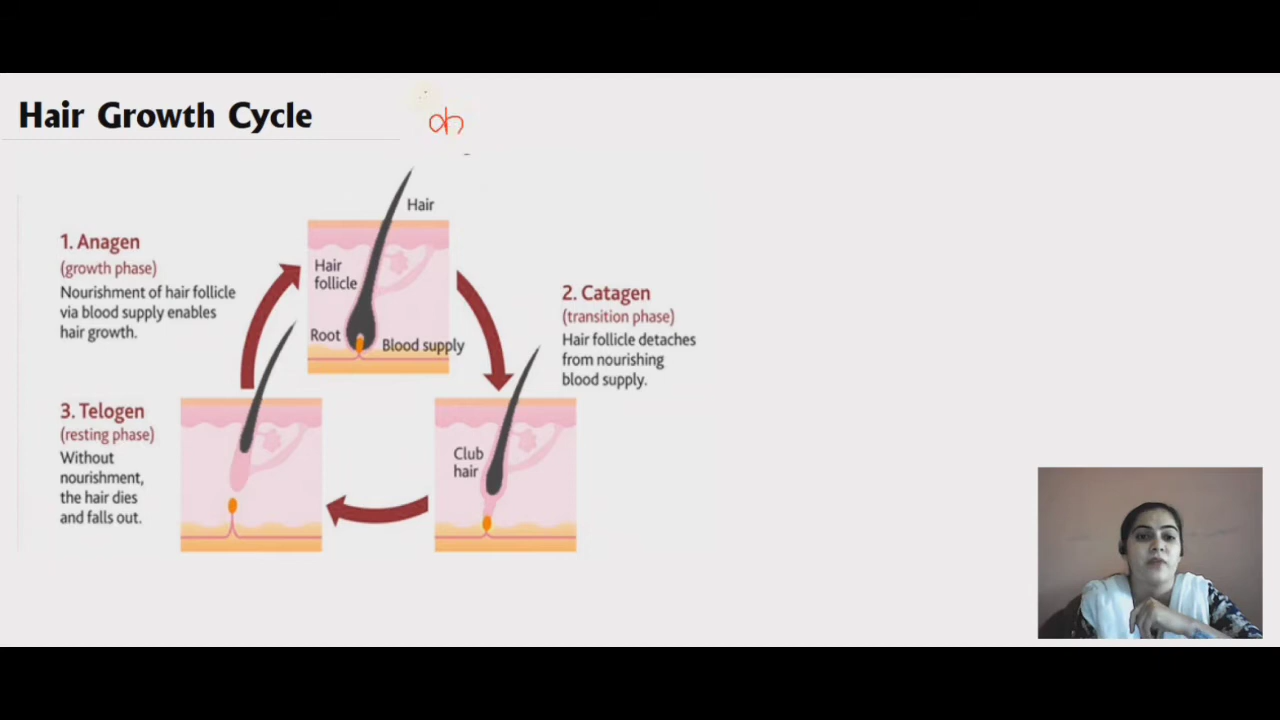 Hair Growth Cycle
Hair
1. Anagen
(growth phase)
Nourishment of hair follicle
via blood supply enables
hair growth.
Hair
follicle
Root
Blood supply
2. Catagen
(transition phase)
Hair follicle detaches
from nourishing
blood supply.
Club
hair
3. Telogen
(resting phase)
Without
nourishment,
the hair dies
and falls out.